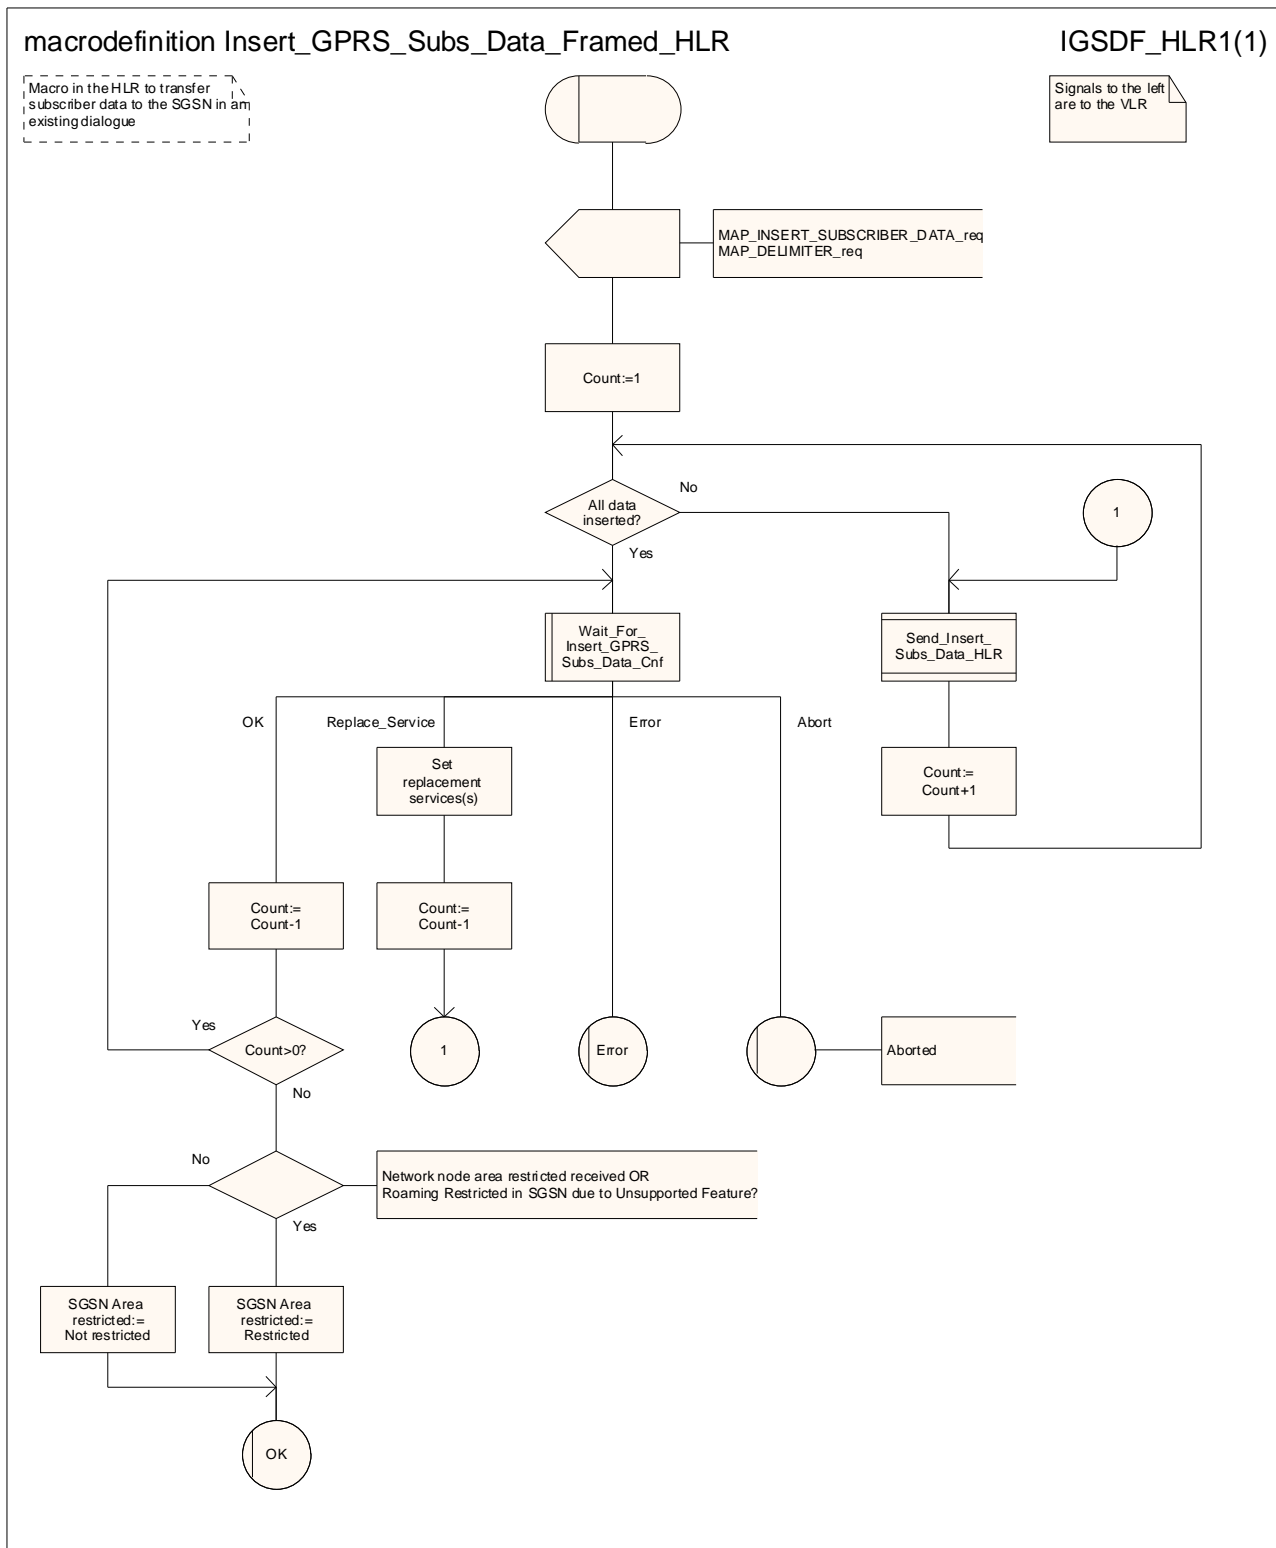 macrodefinition Insert_GPRS_Subs_Data_Framed_HLR
IGSDF_HLR1(1)
Macro in the HLR to transfer
subscriber data to the SGSN in an
existing dialogue
Signals to the left
are to the VLR
MAP_INSERT_SUBSCRIBER_DATA_req
MAP_DELIMITER_req
Count:=1
All data
inserted?
No
Yes
1
Wait_For_
Insert_GPRS_
Subs_Data_Cnf
Send_Insert_
Subs_Data_HLR
OK
Replace_Service
Error
Abort
Set
replacement
services(s)
Count:=
Count+1
Count:=
Count-1
Count:=
Count-1
Yes
Count>0?
No
1
Error
Aborted
No
Network node area restricted received OR
Roaming Restricted in SGSN due to Unsupported Feature?
Yes
SGSN Area
restricted:=
Not restricted
SGSN Area
restricted:=
Restricted
OK